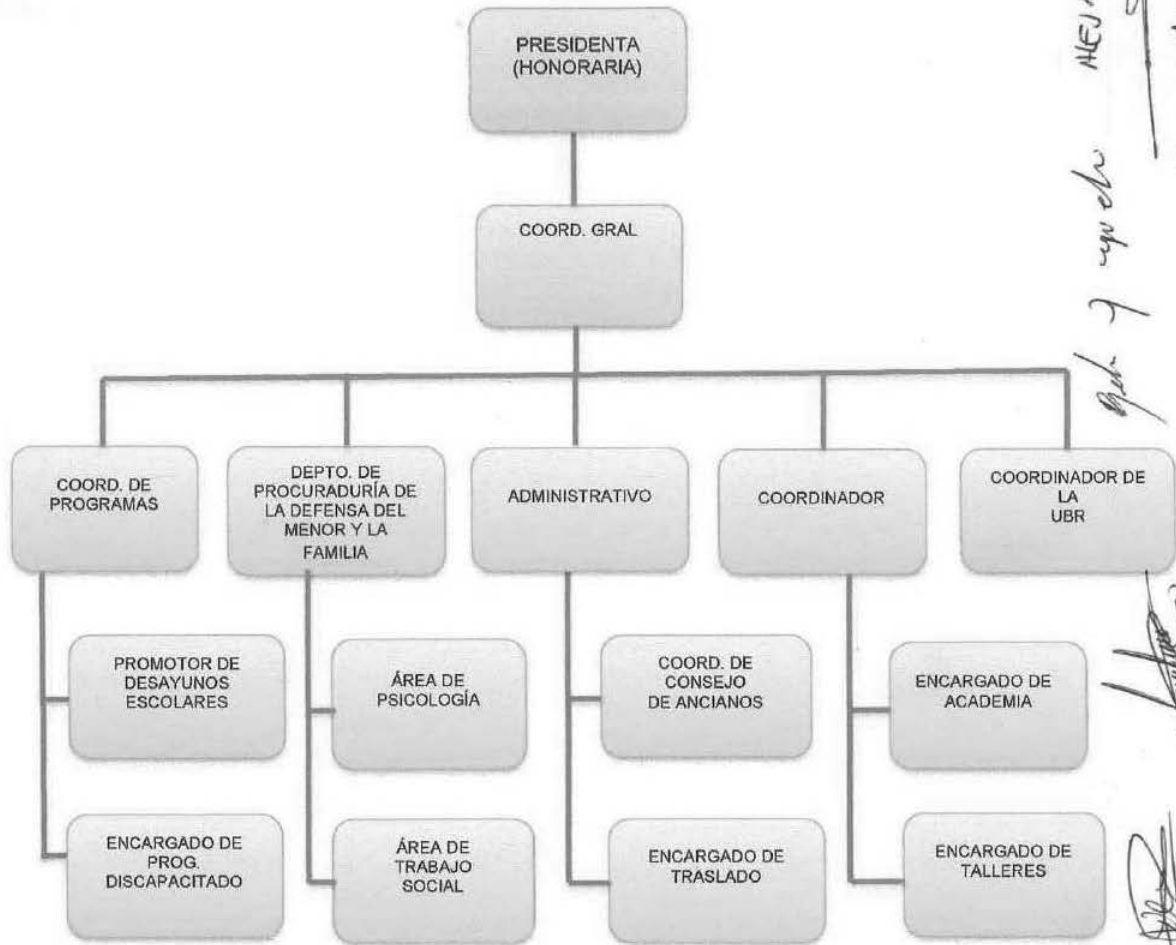 PRESIDENTA
(HONORARIA)
COORD. GRAL
COORD. DE
PROGRAMAS
DEPTO. DE
PROCURADURÍA DE
LA DEFENSA DEL
MENOR Y LA
FAMILIA
ADMINISTRATIVO
COORDINADOR
COORDINADOR DE
LA
UBR
PROMOTOR DE
DESAYUNOS
ESCOLARES
ÁREA DE
PSICOLOGÍA
COORD. DE
CONSEJO
DE ANCIANOS
ENCARGADO DE
ACADEMIA
ENCARGADO DE
PROG.
DISCAPACITADO
ÁREA DE
TRABAJO
SOCIAL
ENCARGADO DE
TRASLADO
ENCARGADO DE
TALLERES